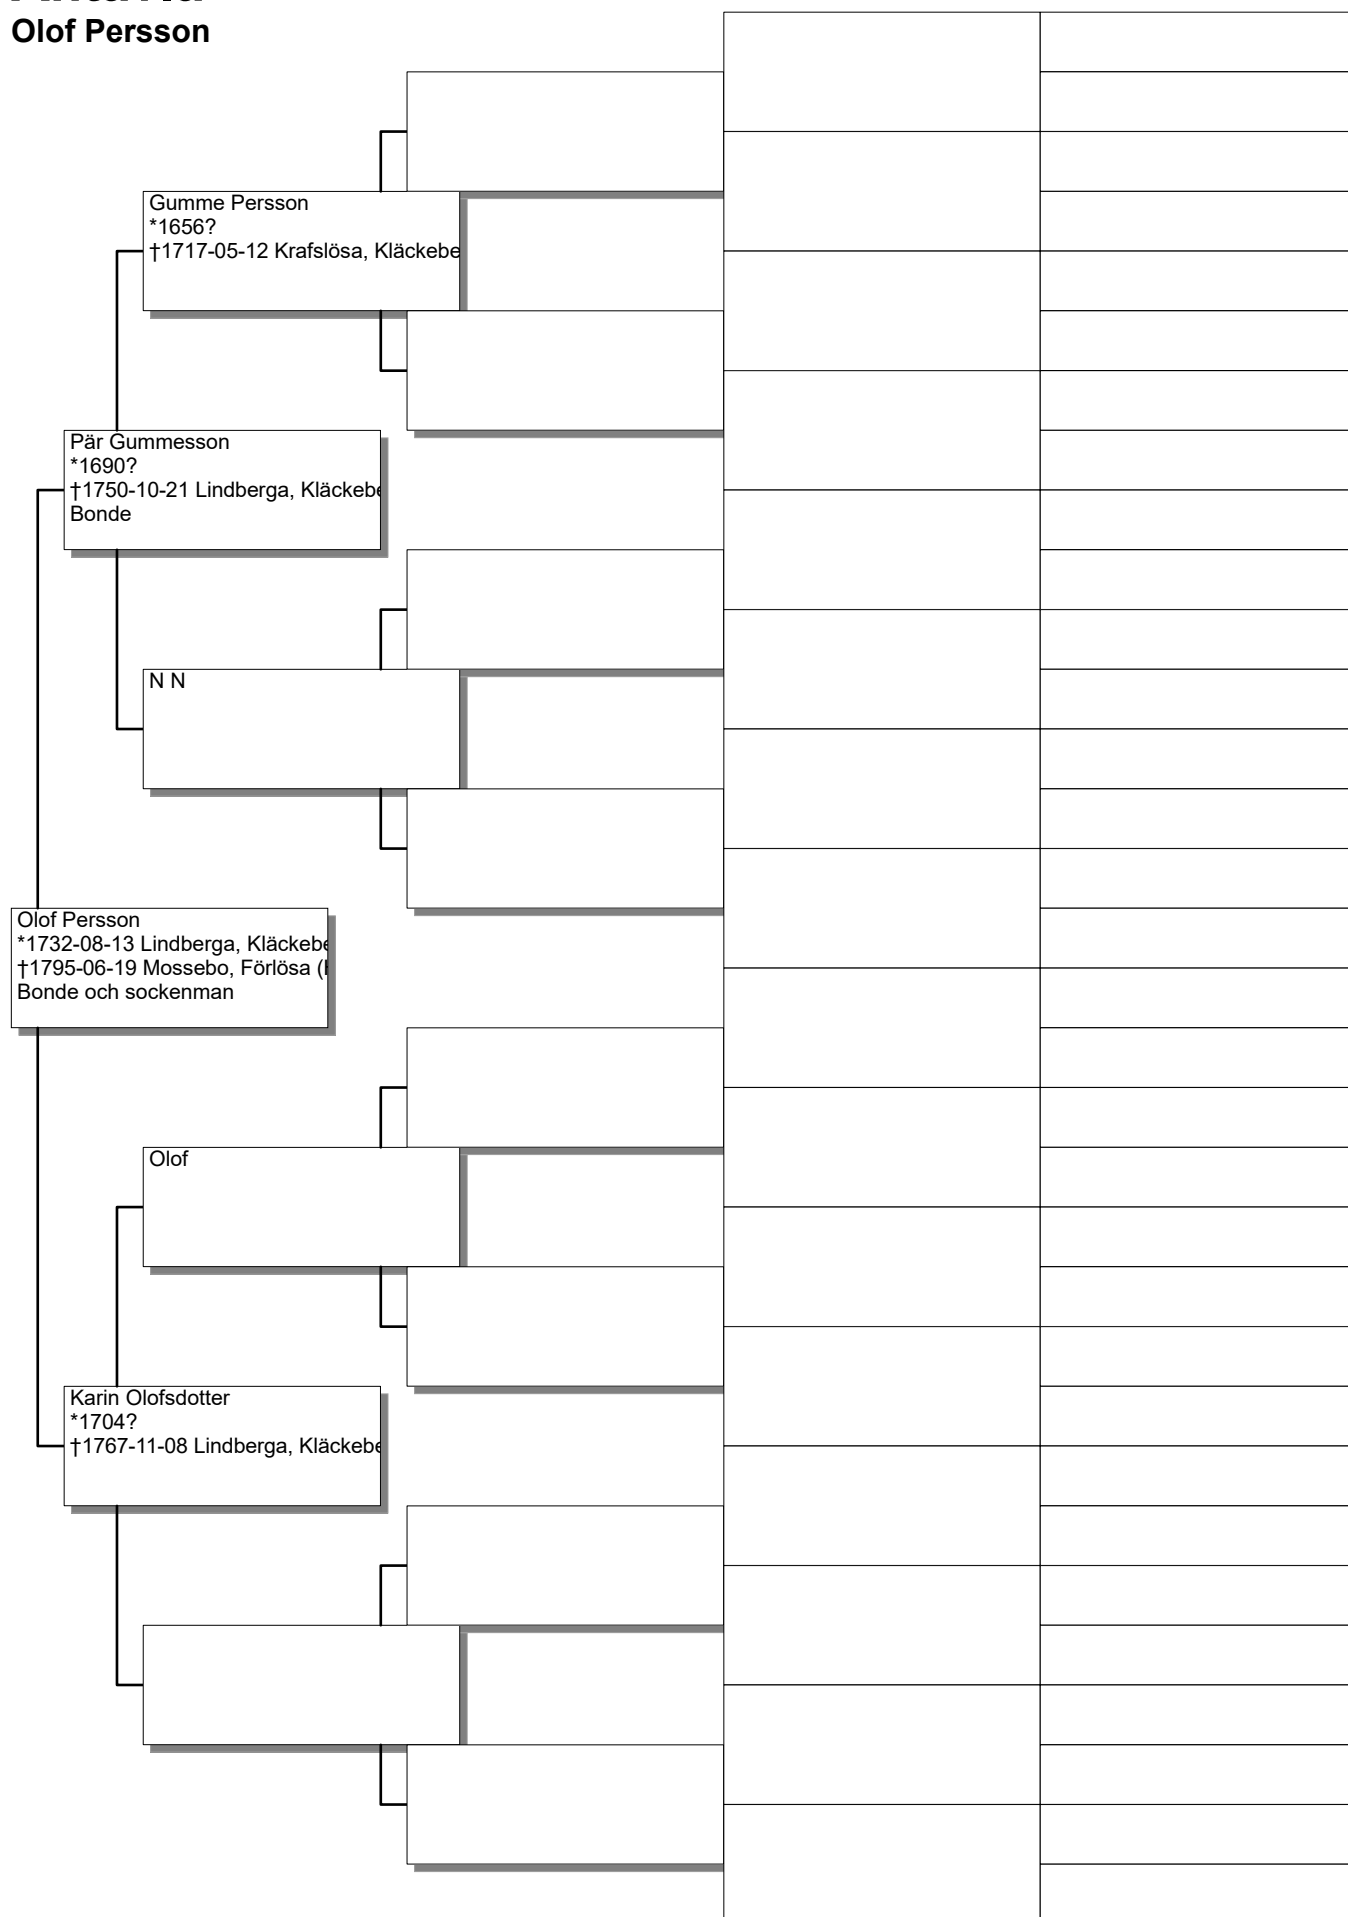 Olof Persson
Gumme Persson
*1656?
†1717-05-12 Krafslösa, Kläckebe
Pär Gummesson
*1690?
†1750-10-21 Lindberga, Kläckebe
Bonde
N N
Olof Persson
*1732-08-13 Lindberga, Kläckebe
†1795-06-19 Mossebo, Förlösa (
Bonde och sockenman
Olof
Karin Olofsdotter
*1704?
†1767-11-08 Lindberga, Kläckebe